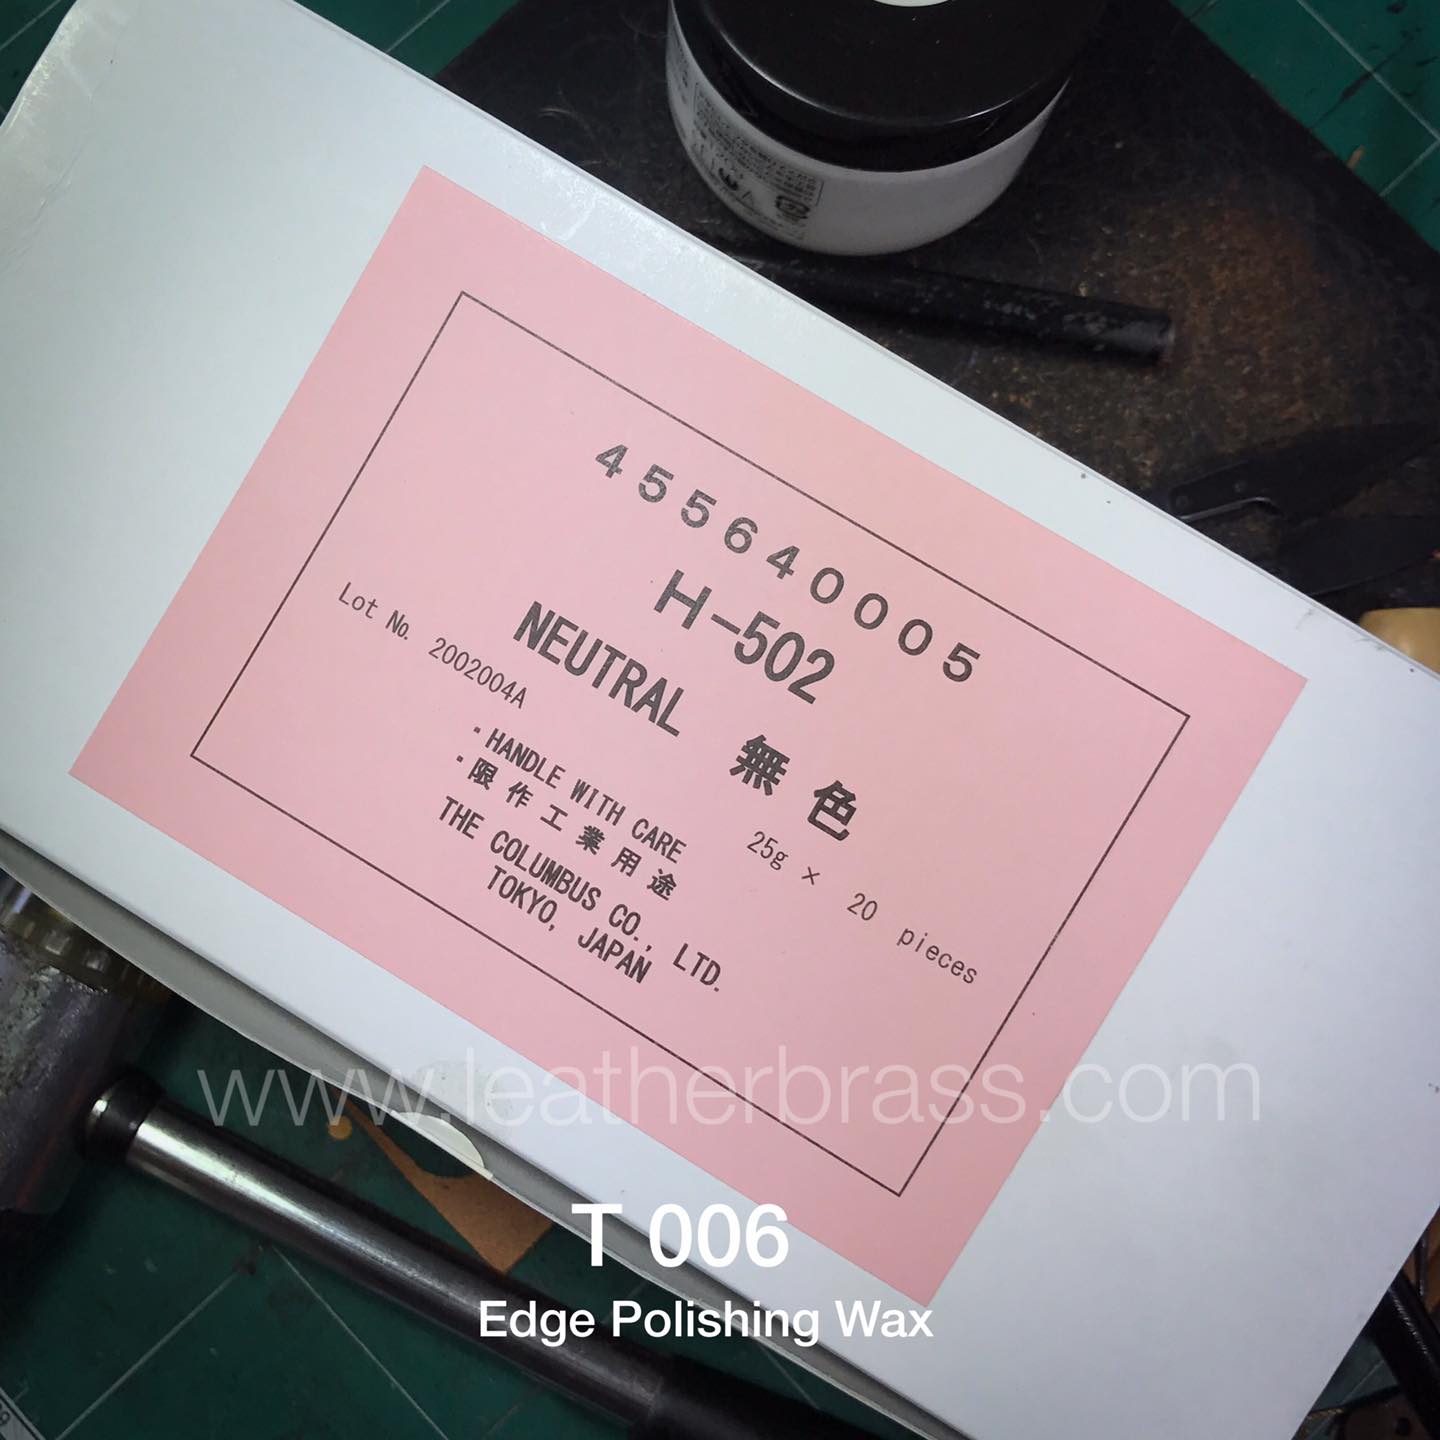 455640005
H-502
NEUTRAL 無色
Lot No. 2002004A
25g × 20 pieces
・HANDLE WITH CARE
・限作工業用途
THE COLUMBUS CO., LTD.
TOKYO, JAPAN
www.leatherbrass.com
T 006
Edge Polishing Wax